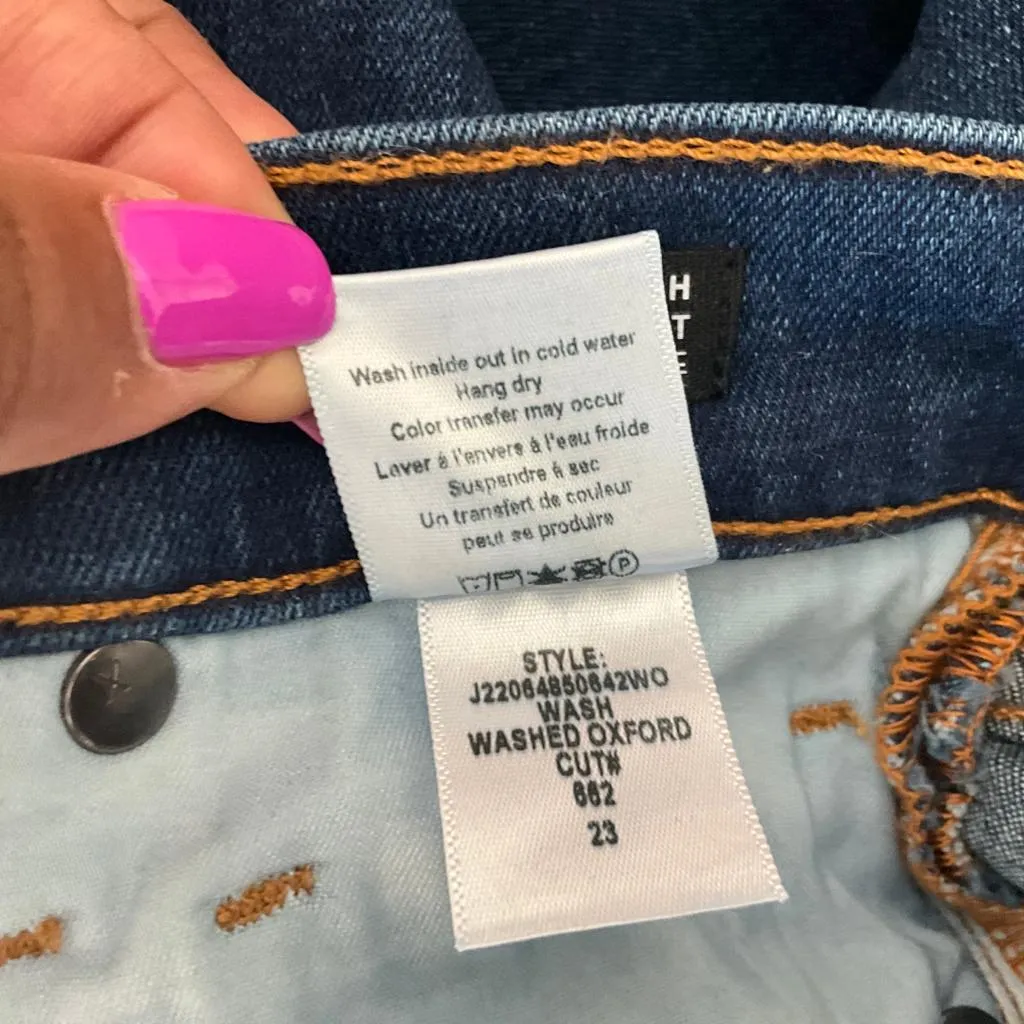 Wash inside out in cold water
Hang dry
Color transfer may occur
Laver à l'envers à l'eau froide
Suspendre à sec
Un transfert de couleur
peut se produire
P
H
T
STYLE:
J22064850642WO
WASH
WASHED OXFORD
CUT#
662
23